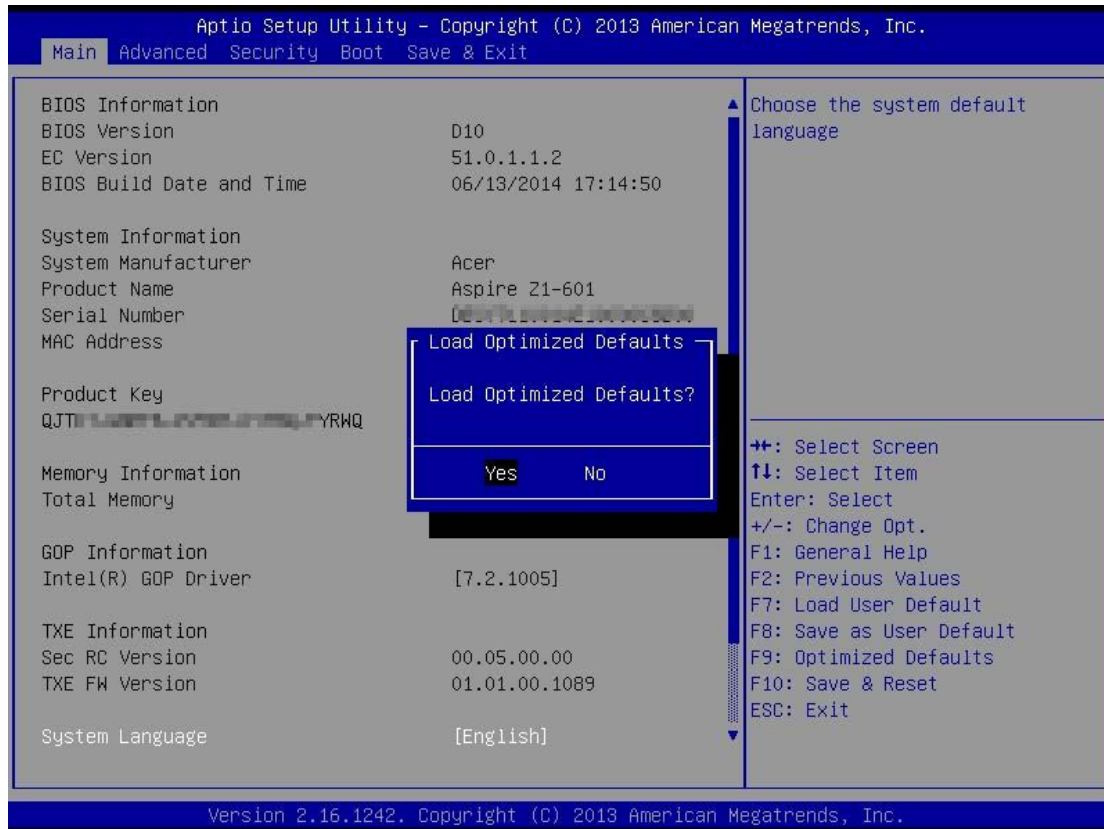 Aptio Setup Utility – Copyright (C) 2013 American Megatrends, Inc.
Main Advanced Security Boot Save & Exit
BIOS Information
BIOS Version D10
EC Version 51.0.1.1.2
BIOS Build Date and Time 06/13/2014 17:14:50
System Information
System Manufacturer Acer
Product Name Aspire Z1-601
Serial Number
MAC Address
Product Key
QJT YRWQ
Memory Information
Total Memory
GOP Information
Intel(R) GOP Driver [7.2.1005]
TXE Information
Sec RC Version 00.05.00.00
TXE FW Version 01.01.00.1089
System Language [English]
Load Optimized Defaults
Load Optimized Defaults?
Yes No
Choose the system default
language
→←: Select Screen
↑↓: Select Item
Enter: Select
+/-: Change Opt.
F1: General Help
F2: Previous Values
F7: Load User Default
F8: Save as User Default
F9: Optimized Defaults
F10: Save & Reset
ESC: Exit
Version 2.16.1242. Copyright (C) 2013 American Megatrends, Inc.